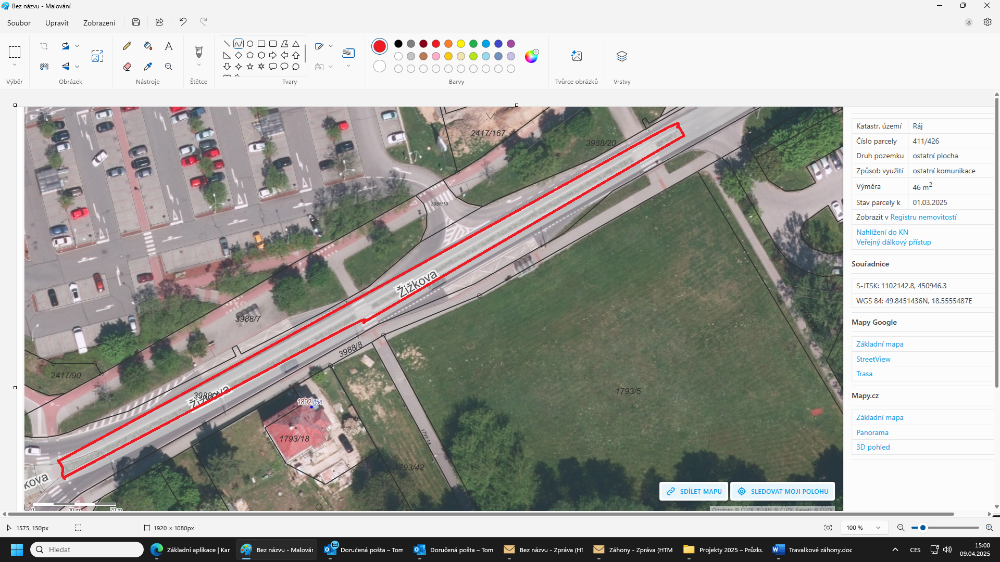 Bez názvu - Malování
Soubor
Upravit
Zobrazení
Výběr
Obrázek
Nástroje
Štětce
Tvary
Barvy
Tvůrce obrázků
Vrstvy
2417/167
3988/20
3988/19
Žižkova
3988/7
3988/8
2417/90
Žižkova
1892 / 54
.1793/18
1793/5
1793/43
1793/42
kova
0 10 m 20 m
SDÍLET MAPU
SLEDOVAT MOJI POLOHU
Ortofoto: © ČÚZK, RÚIAN: © ČÚZK, Katastr: © ČÚZK
Katastr. území Ráj
Číslo parcely 411/426
Druh pozemku ostatní plocha
Způsob využití ostatní komunikace
Výměra 46 m2
Stav parcely k 01.03.2025
Zobrazit v Registru nemovitostí
Nahlížení do KN
Veřejný dálkový přístup
Souřadnice
S-JTSK: 1102142.8, 450946.3
WGS 84: 49.8451436N, 18.5555487E
Mapy Google
Základní mapa
StreetView
Trasa
Mapy.cz
Základní mapa
Panorama
3D pohled
1575, 150px
1920 × 1080px
100 %
Hledat
Základní aplikace | Kar
Bez názvu - Malován
Doručená pošta – Tom
Doručená pošta – Tom
Bez názvu - Zpráva (HT
Záhony - Zpráva (HTM
Projekty 2025 – Průzku
Travalkové záhony.doc
CES
15:00
09.04.2025